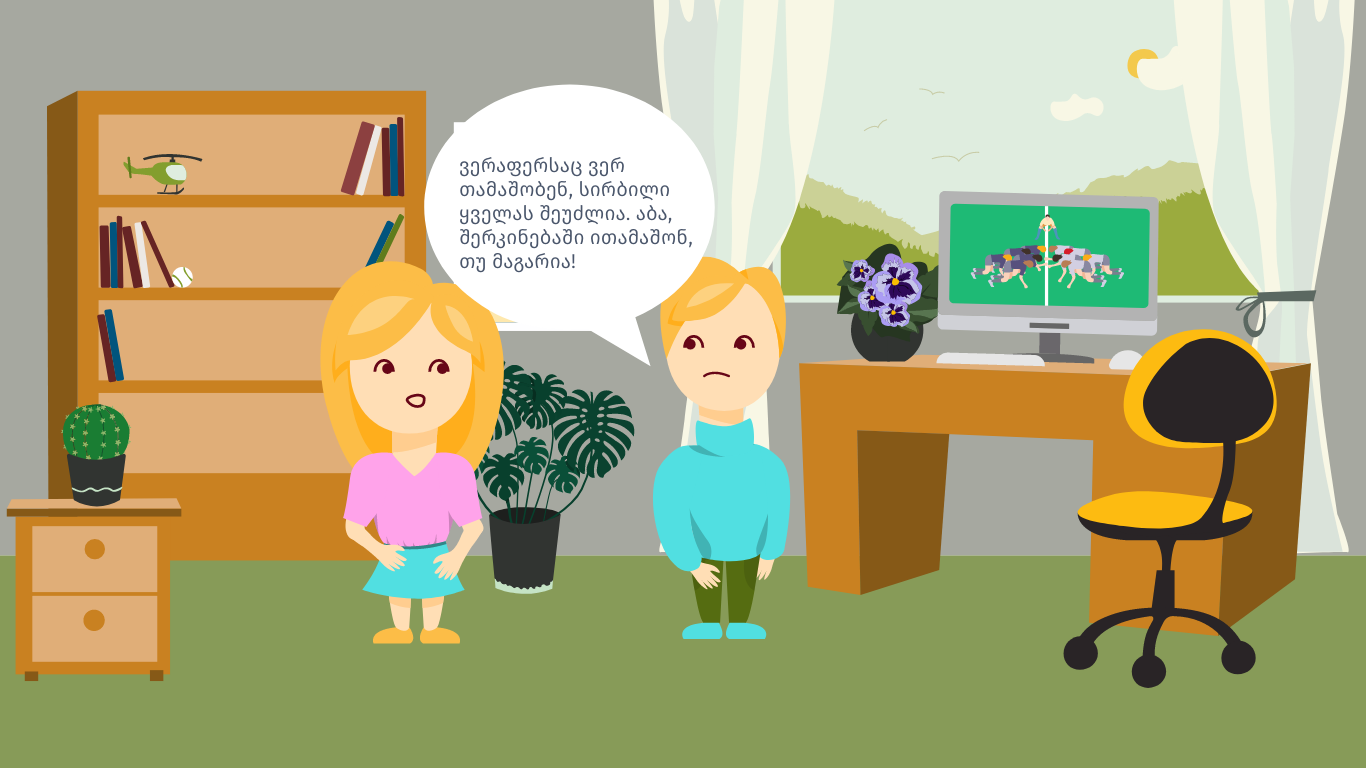 ვერაფერსაც ვერ
თამაშობენ, სირბილი
ყველას შეუძლია. აბა,
შერკინებაში ითამაშონ,
თუ მაგარია!